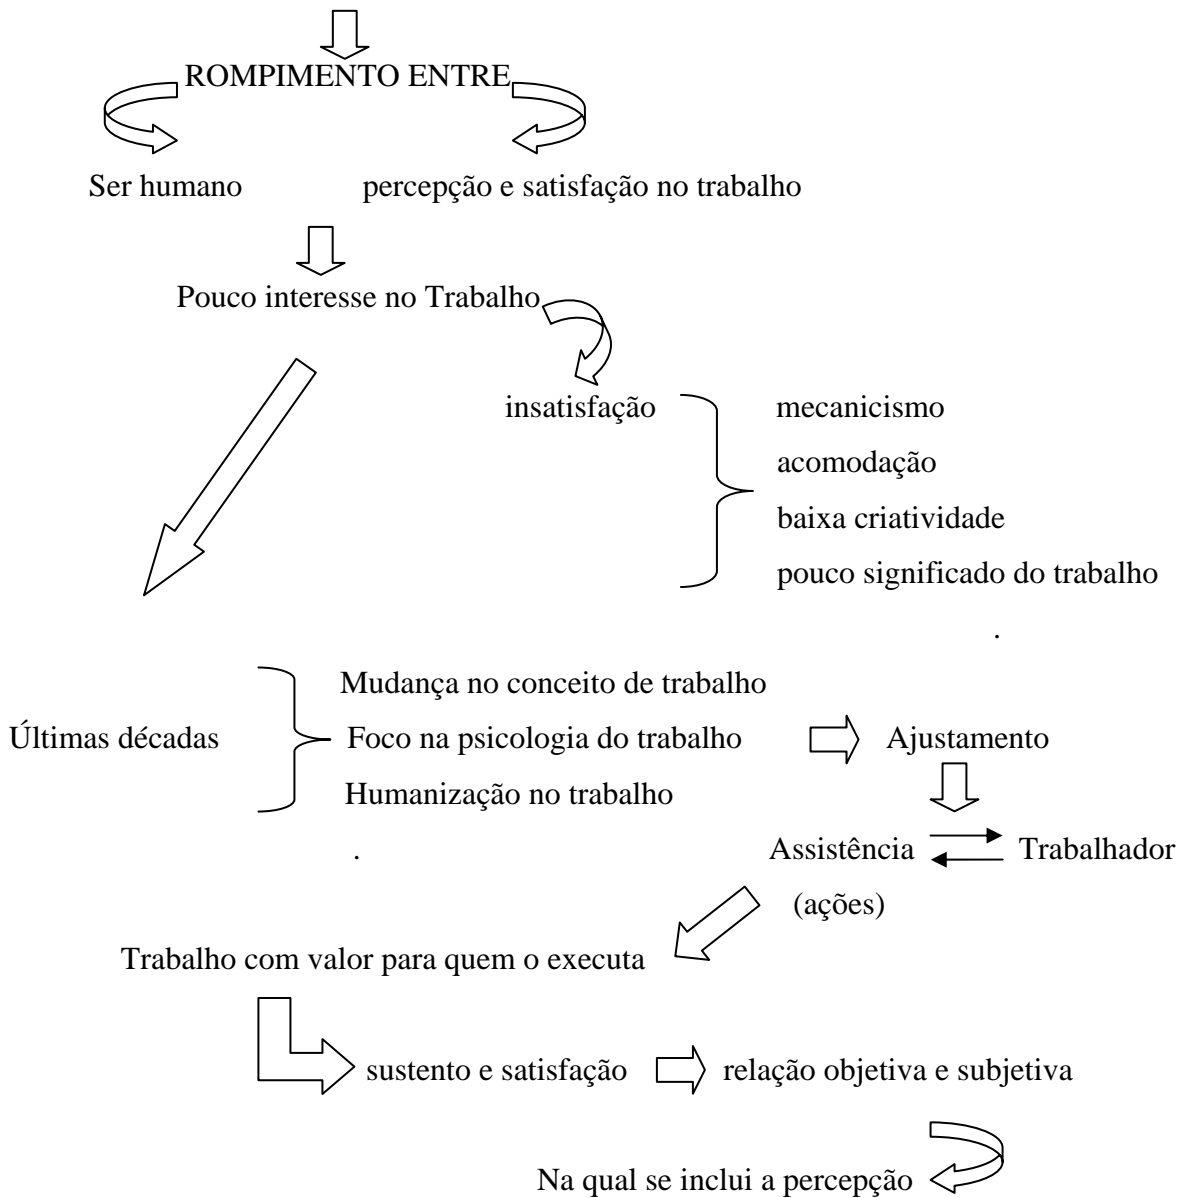 ROMPIMENTO ENTRE
Ser humano percepção e satisfação no trabalho
Pouco interesse no Trabalho
insatisfação mecanicismo
acomodação
baixa criatividade
pouco significado do trabalho
.
Mudança no conceito de trabalho
Últimas décadas Foco na psicologia do trabalho Ajustamento
Humanização no trabalho
. Assistência Trabalhador
(ações)
Trabalho com valor para quem o executa
sustento e satisfação relação objetiva e subjetiva
Na qual se inclui a percepção